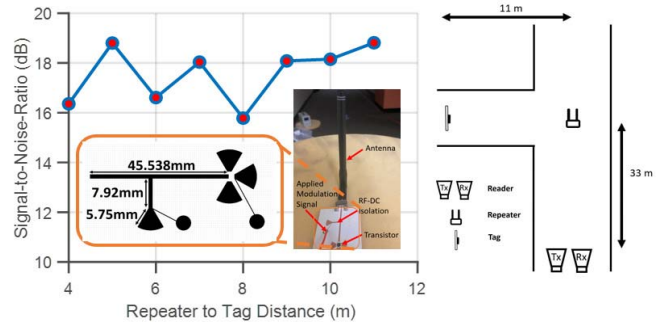 Signal-to-Noise-Ratio (dB)
20
18
16
14
12
10
4
6
8
10
12
Repeater to Tag Distance (m)
45.538mm
7.92mm
5.75mm
Antenna
Applied
Modulation
Signal
RF-DC
isolation
Transistor
11 m
33 m
Tx
Rx
Reader
Repeater
Tag
Tx
Rx